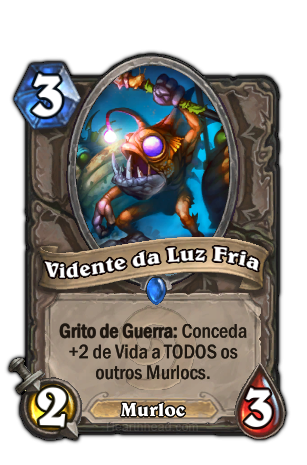 3
Vidente da Luz Fria
Grito de Guerra: Conceda
+2 de Vida a TODOS os
outros Murlocs.
2
Murloc
3